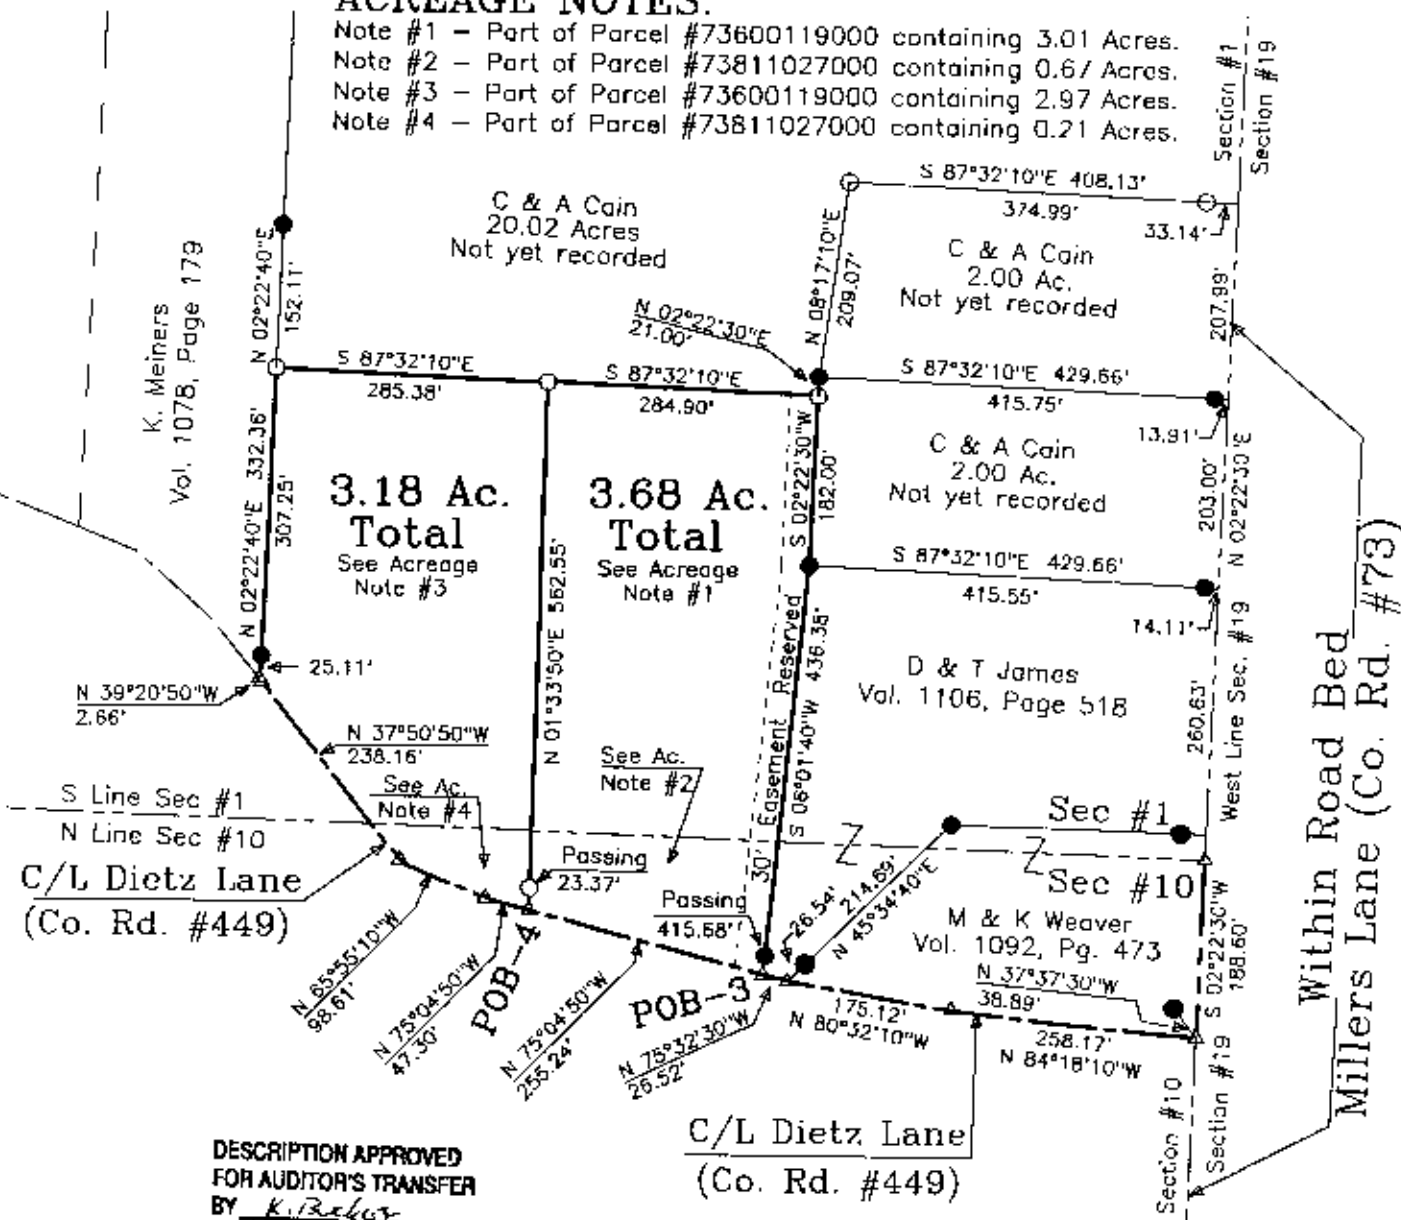 ACREAGE NOTES:
Note #1 – Part of Parcel #73600119000 containing 3.01 Acres.
Note #2 – Part of Parcel #73811027000 containing 0.67 Acres.
Note #3 – Part of Parcel #73600119000 containing 2.97 Acres.
Note #4 – Part of Parcel #73811027000 containing 0.21 Acres.
Section #1
Section #19
S 87°32'10"E 408.13'
374.99'
33.14'
C & A Cain
20.02 Acres
Not yet recorded
C & A Cain
2.00 Ac.
Not yet recorded
N 08°17'10"E
209.07'
207.99'
K. Meiners
Vol. 1078, Page 179
N 02°22'40"E
152.11'
N 02°22'30"E
21.00'
S 87°32'10"E
285.38'
S 87°32'10"E
284.90'
S 87°32'10"E 429.66'
415.75'
13.91'
C & A Cain
2.00 Ac.
Not yet recorded
S 02°22'30"W
182.00'
203.00'
N 02°22'30"E
N 02°22'40"E 332.36'
307.25'
3.18 Ac.
Total
See Acreage
Note #3
3.68 Ac.
Total
See Acreage
Note #1
N 01°33'50"E 562.55'
S 87°32'10"E 429.66'
415.55'
14.11'
D & T James
Vol. 1106, Page 518
30' Easement Reserved
S 06°01'40"W 436.38'
260.63'
West Line Sec. #19
Within Road Bed
Millers Lane (Co. Rd. #73)
25.11'
N 39°20'50"W
2.66'
N 37°50'50"W
238.16'
See Ac.
Note #4
See Ac.
Note #2
S Line Sec #1
N Line Sec #10
C/L Dietz Lane
(Co. Rd. #449)
Sec #1
Sec #10
Passing
23.37'
Passing
415.68'
26.54'
214.69'
N 45°34'40"E
M & K Weaver
Vol. 1092, Pg. 473
N 37°37'30"W
38.89'
S 02°22'30"W
188.60'
N 65°55'10"W
98.61'
N 75°04'50"W
47.30'
POB-4
N 75°04'50"W
255.24'
POB-3
N 75°32'30"W
26.52'
175.12'
N 80°32'10"W
258.17'
N 84°18'10"W
C/L Dietz Lane
(Co. Rd. #449)
Section #10
Section #19
DESCRIPTION APPROVED
FOR AUDITOR'S TRANSFER
BY K.